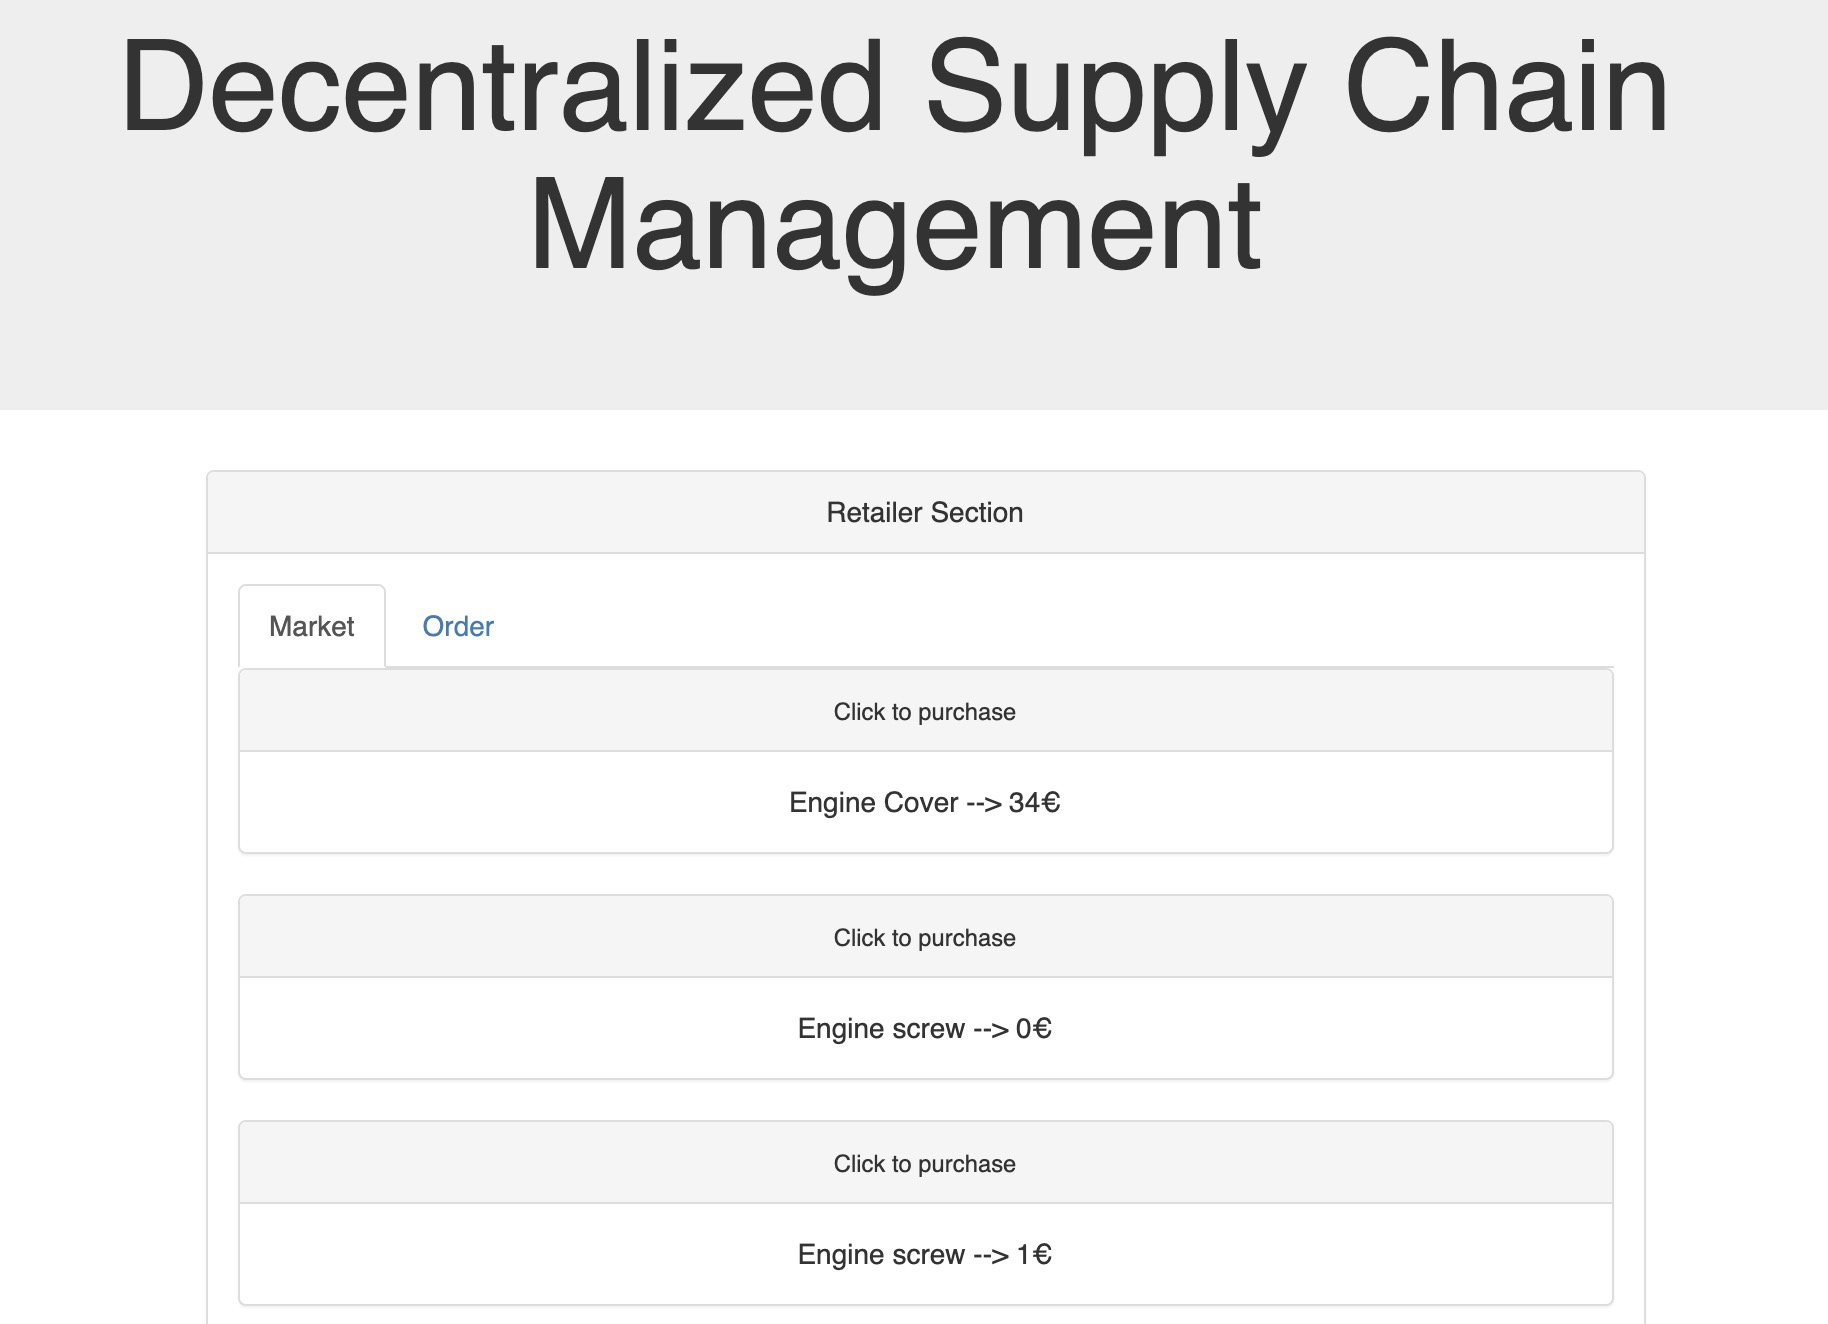 Decentralized Supply Chain
Management
Retailer Section
Market
Order
Click to purchase
Engine Cover --> 34€
Click to purchase
Engine screw --> 0€
Click to purchase
Engine screw --> 1€